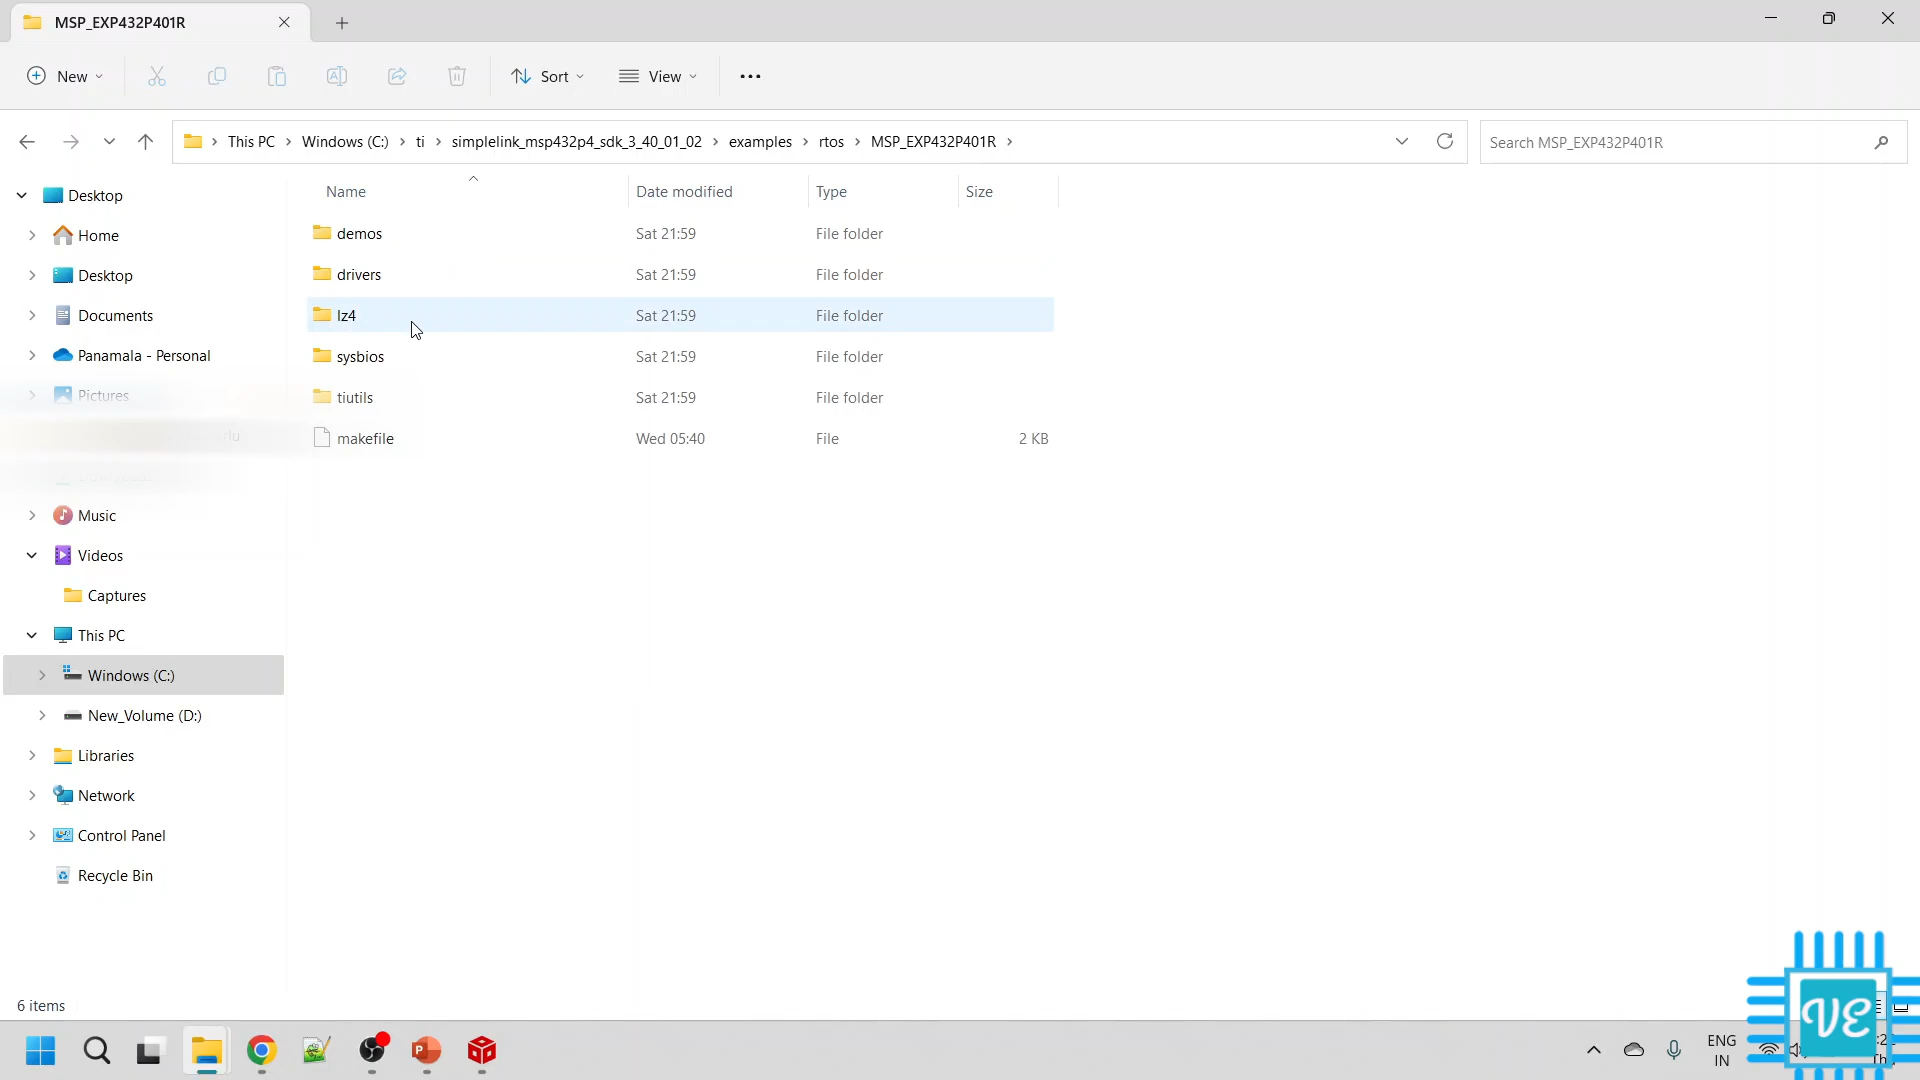 MSP_EXP432P401R
New
Sort
View
This PC
Windows (C:)
ti
simplelink_msp432p4_sdk_3_40_01_02
examples
rtos
MSP_EXP432P401R
Search MSP_EXP432P401R
Name
Date modified
Type
Size
demos
Sat 21:59
File folder
drivers
Sat 21:59
File folder
lz4
Sat 21:59
File folder
sysbios
Sat 21:59
File folder
tiutils
Sat 21:59
File folder
makefile
Wed 05:40
File
2 KB
Desktop
Home
Desktop
Documents
Panamala - Personal
Pictures
Music
Videos
Captures
This PC
Windows (C:)
New_Volume (D:)
Libraries
Network
Control Panel
Recycle Bin
6 items
ENG
IN
VE